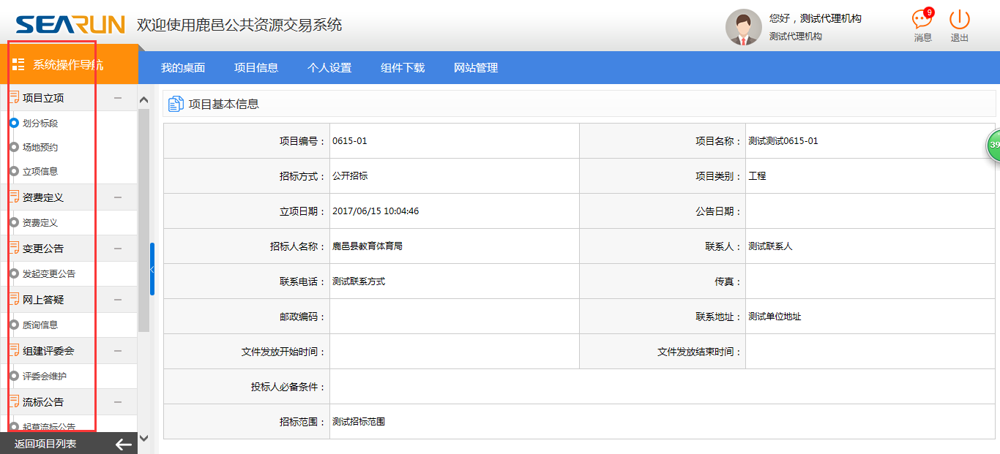 SEARUN 欢迎使用鹿邑公共资源交易系统
您好，测试代理机构
测试代理机构
9
消息
退出
系统操作导航
我的桌面 项目信息 个人设置 组件下载 网站管理
项目立项
划分标段
场地预约
立项信息
资费定义
资费定义
变更公告
发起变更公告
网上答疑
质询信息
组建评委会
评委会维护
流标公告
起草流标公告
返回项目列表
项目基本信息
项目编号： 0615-01 项目名称： 测试测试0615-01
招标方式： 公开招标 项目类别： 工程
立项日期： 2017/06/15 10:04:46 公告日期：
招标人名称： 鹿邑县教育体育局 联系人： 测试联系人
联系电话： 测试联系方式 传真：
邮政编码： 联系地址： 测试单位地址
文件发放开始时间： 文件发放结束时间：
投标人必备条件：
招标范围： 测试招标范围